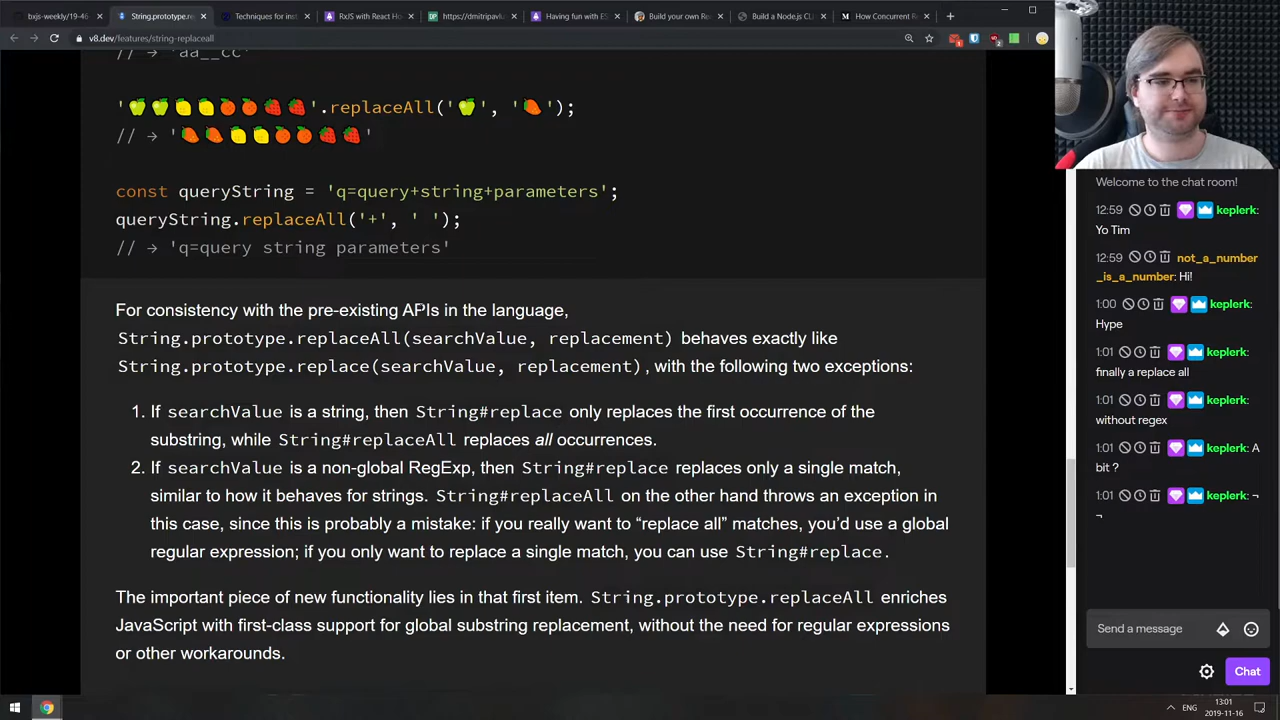 bxjs-weekly/19-46
String.prototype.re
Techniques for inst
RxJS with React Ho
https://dmitripavlu
Having fun with ES
Build your own Re
Build a Node.js CL
How Concurrent R
v8.dev/features/string-replaceall
// → 'aa__cc'
'🍏🍏🍋🍋🍊🍊🍓🍓'.replaceAll('🍏', '🥭');
// → '🥭🥭🍋🍋🍊🍊🍓🍓'
const queryString = 'q=query+string+parameters';
queryString.replaceAll('+', ' ');
// → 'q=query string parameters'
For consistency with the pre-existing APIs in the language,
String.prototype.replaceAll(searchValue, replacement) behaves exactly like
String.prototype.replace(searchValue, replacement), with the following two exceptions:
1. If searchValue is a string, then String#replace only replaces the first occurrence of the
substring, while String#replaceAll replaces all occurrences.
2. If searchValue is a non-global RegExp, then String#replace replaces only a single match,
similar to how it behaves for strings. String#replaceAll on the other hand throws an exception in
this case, since this is probably a mistake: if you really want to “replace all” matches, you’d use a global
regular expression; if you only want to replace a single match, you can use String#replace.
The important piece of new functionality lies in that first item. String.prototype.replaceAll enriches
JavaScript with first-class support for global substring replacement, without the need for regular expressions
or other workarounds.
Welcome to the chat room!
12:59 keplerk:
Yo Tim
12:59 not_a_number
_is_a_number: Hi!
1:00 keplerk:
Hype
1:01 keplerk:
finally a replace all
1:01 keplerk:
without regex
1:01 keplerk: A
bit ?
1:01 keplerk: ¬
¬
Send a message
Chat
ENG
13:01
2019-11-16